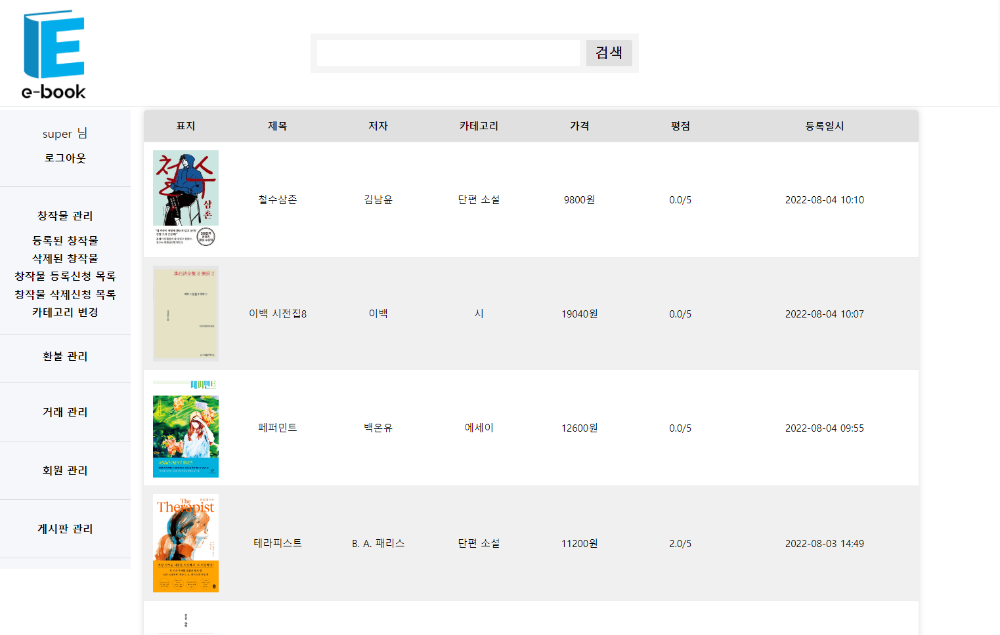 E
e-book
검색
super 님
로그아웃
창작물 관리
등록된 창작물
삭제된 창작물
창작물 등록신청 목록
창작물 삭제신청 목록
카테고리 변경
환불 관리
거래 관리
회원 관리
게시판 관리
표지 제목 저자 카테고리 가격 평점 등록일시
철수
삼촌
철수삼촌 김남윤 단편 소설 9800원 0.0/5 2022-08-04 10:10
李白詩全集 8 樂府 2
이백 시전집8 이백 시 19040원 0.0/5 2022-08-04 10:07
페퍼민트
페퍼민트 백온유 에세이 12600원 0.0/5 2022-08-04 09:55
The
Therapist
테라피스트
테라피스트 B. A. 패리스 단편 소설 11200원 2.0/5 2022-08-03 14:49